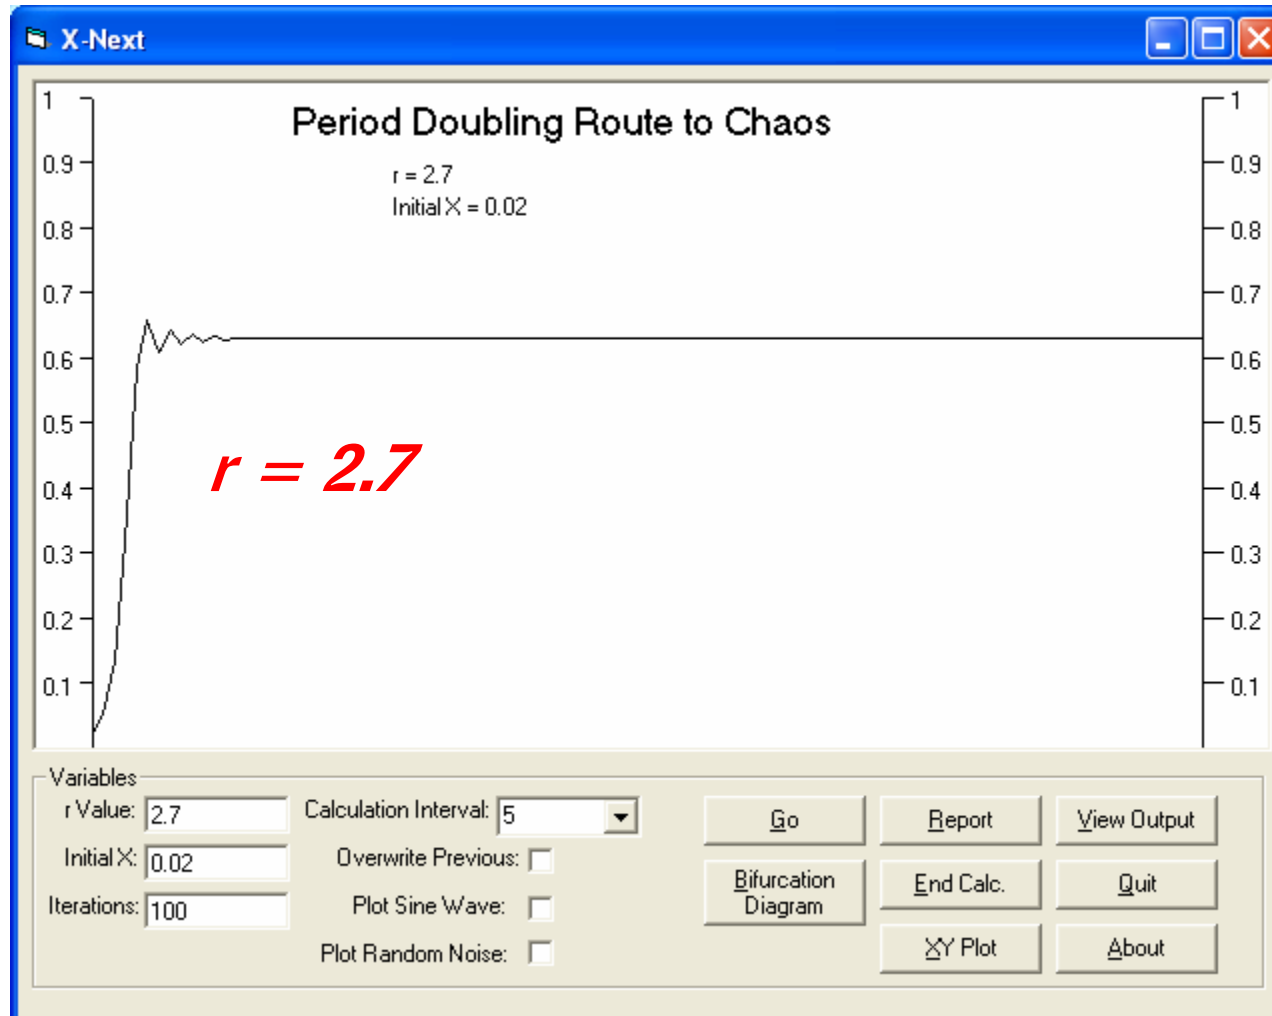 X-Next
Period Doubling Route to Chaos
r = 2.7
Initial X = 0.02
1
0.9
0.8
0.7
0.6
0.5
0.4
0.3
0.2
0.1
1
0.9
0.8
0.7
0.6
0.5
0.4
0.3
0.2
0.1
r = 2.7
Variables
r Value: 2.7
Initial X: 0.02
Iterations: 100
Calculation Interval: 5
Overwrite Previous:
Plot Sine Wave:
Plot Random Noise:
Go
Report
View Output
Bifurcation
Diagram
End Calc.
Quit
XY Plot
About